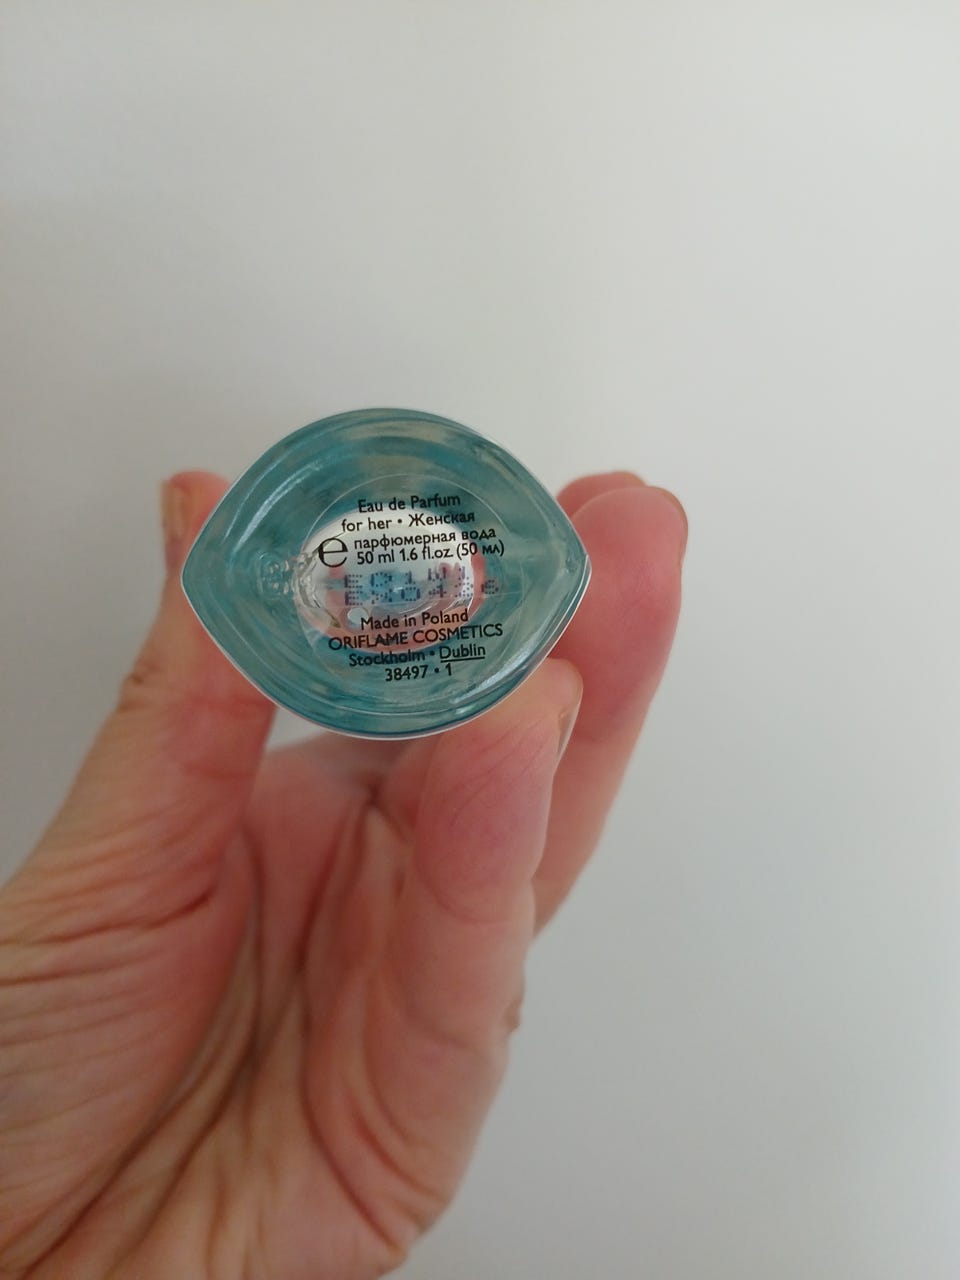 Eau de Parfum
for her • Женская
e парфюмерная вода
50 ml 1.6 fl.oz. (50 мл)
Made in Poland
ORIFLAME COSMETICS
Stockholm • Dublin
38497 • 1